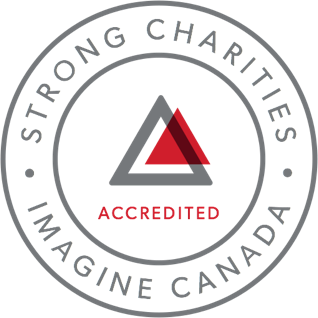 STRONG CHARITIES
ACCREDITED
IMAGINE CANADA